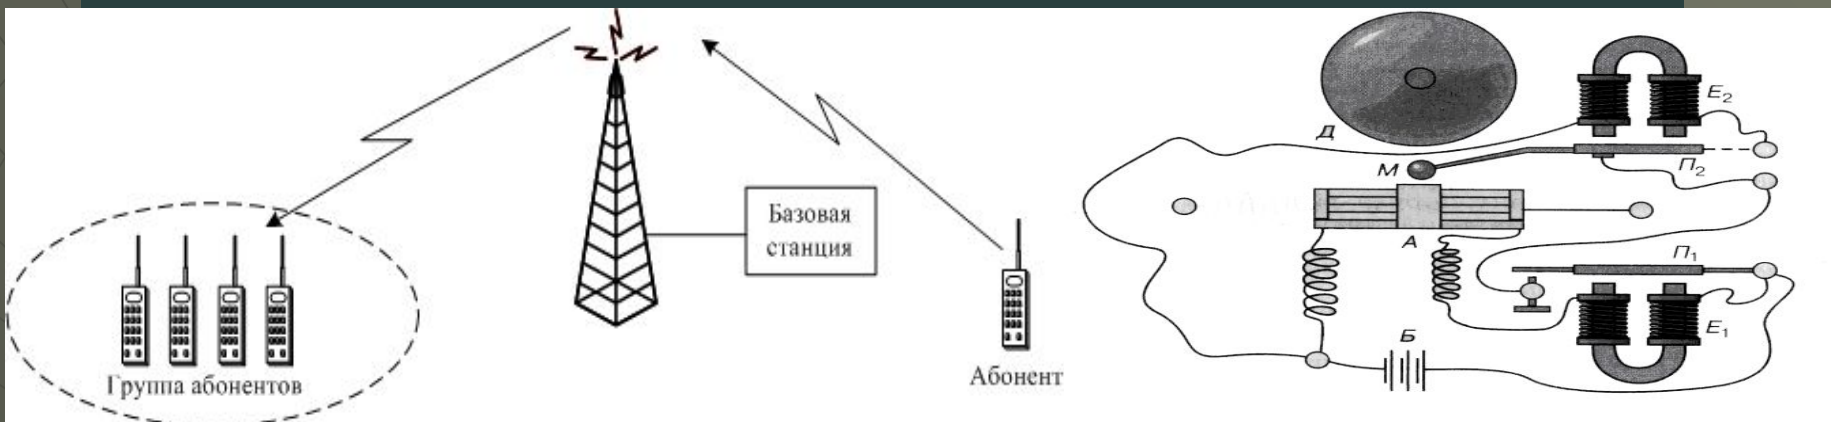 Базовая
станция
Группа абонентов
Абонент
Д
E₂
М
П₂
А
П₁
Б
E₁